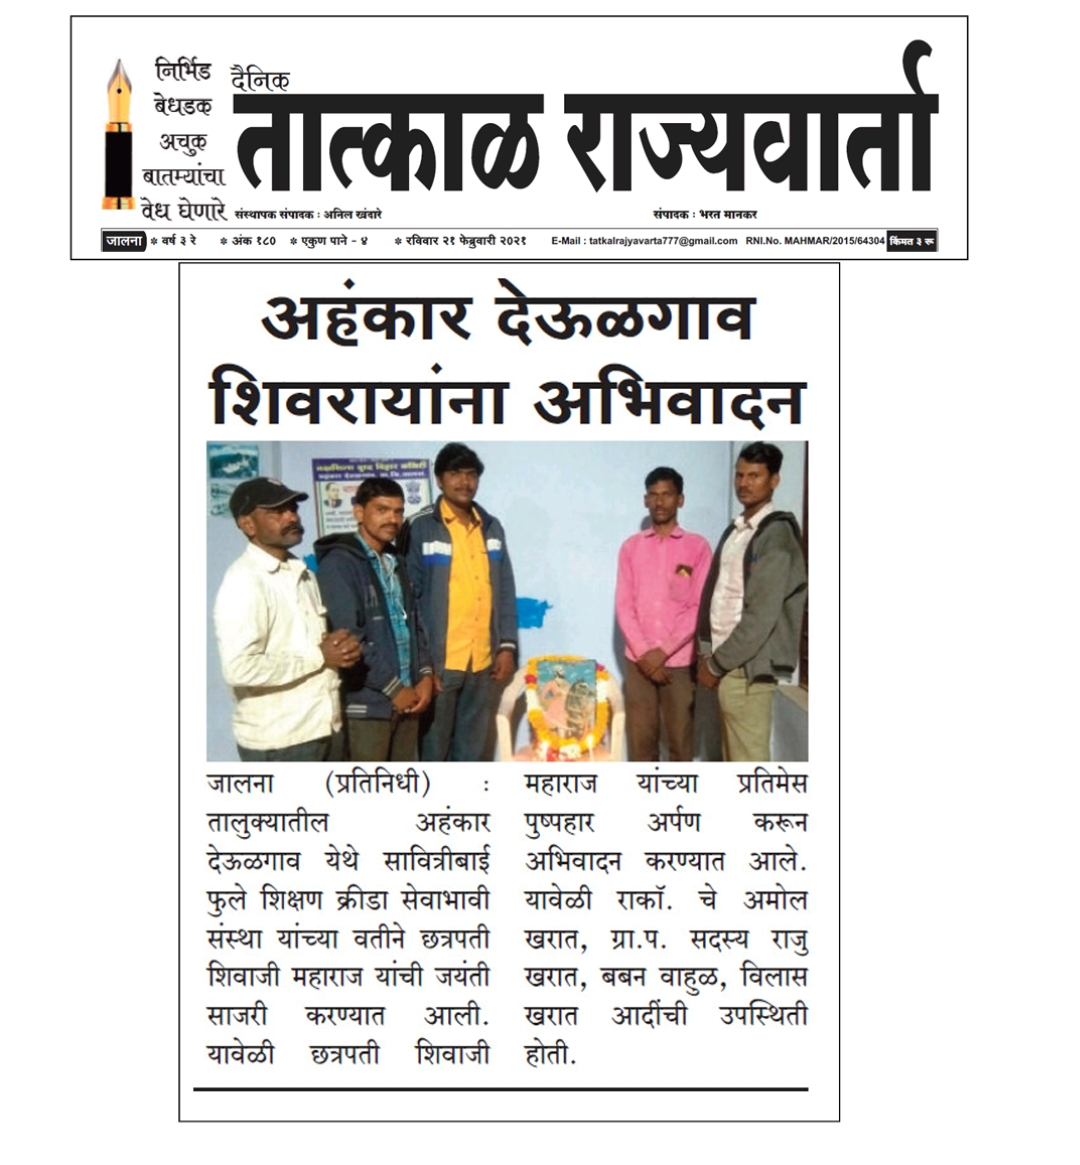 निर्भिड
बेधडक
अचुक
बातम्यांचा
वेध घेणारे
दैनिक
तात्काळ राज्यवार्ता
संस्थापक संपादक : अनिल खंदारे
संपादक : भरत मानकर
जालना * वर्ष ३ रे * अंक १८० * एकुण पाने - ४ * रविवार २१ फेब्रुवारी २०२१ E-Mail : tatkalrajyavarta777@gmail.com RNI.No. MAHMAR/2015/64304 किंमत ३ रू
अहंकार देऊळगाव
शिवरायांना अभिवादन
जालना (प्रतिनिधी) :
तालुक्यातील अहंकार
देऊळगाव येथे सावित्रीबाई
फुले शिक्षण क्रीडा सेवाभावी
संस्था यांच्या वतीने छत्रपती
शिवाजी महाराज यांची जयंती
साजरी करण्यात आली.
यावेळी छत्रपती शिवाजी
महाराज यांच्या प्रतिमेस
पुष्पहार अर्पण करून
अभिवादन करण्यात आले.
यावेळी राकॉ. चे अमोल
खरात, ग्रा.प. सदस्य राजु
खरात, बबन वाहुळ, विलास
खरात आदींची उपस्थिती
होती.